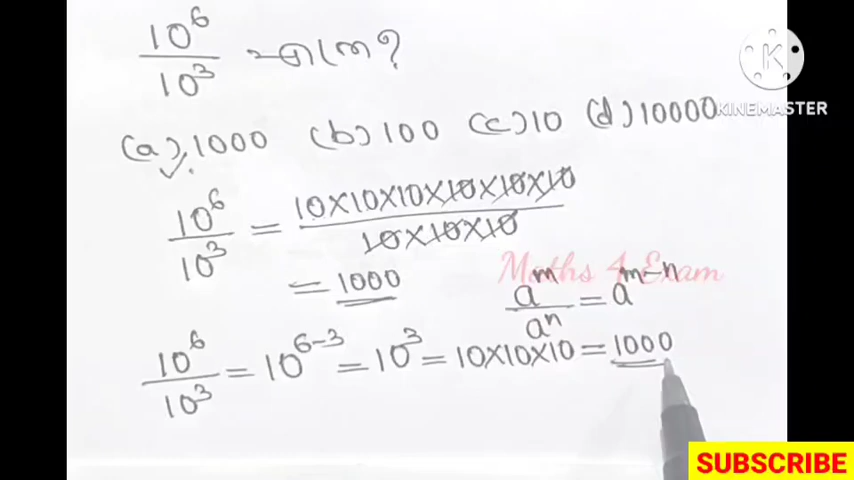 10⁶/10³ = ?
(a) 1000 (b) 100 (c) 10 (d) 10000
KINEMASTER
10⁶/10³ = 10×10×10×10×10×10/10×10×10
= 1000
Maths 4 Exam
aᵐ/aⁿ = aᵐ⁻ⁿ
10⁶/10³ = 10⁶⁻³ = 10³ = 10×10×10 = 1000
SUBSCRIBE